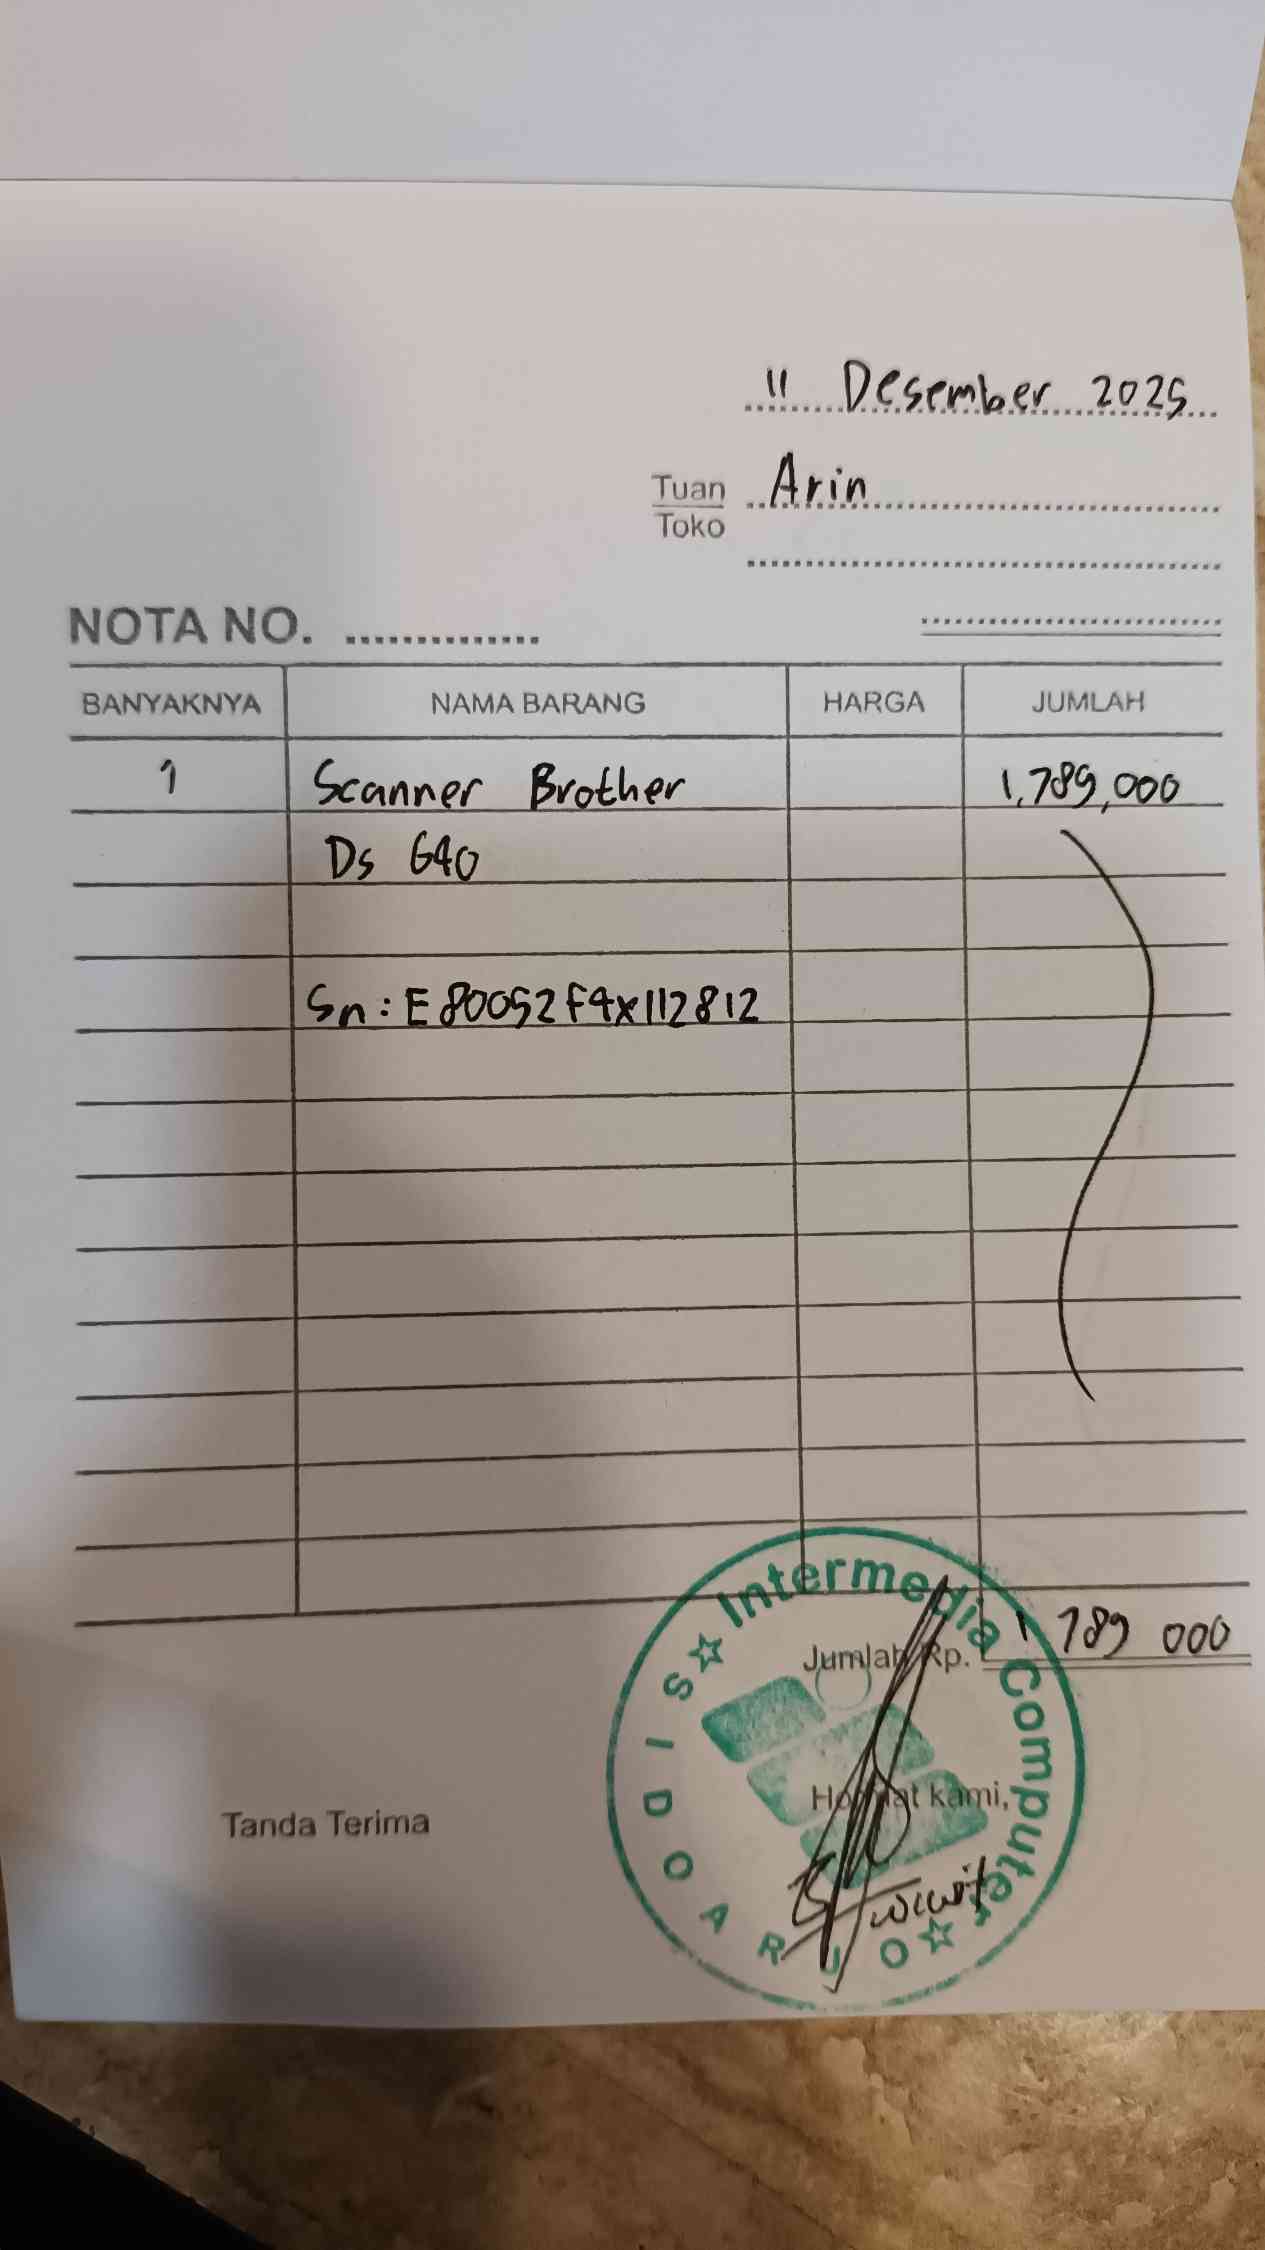 11 Desember 2025
Tuan Arin
Toko
NOTA NO. ..............
BANYAKNYA NAMA BARANG HARGA JUMLAH
1 Scanner Brother 1,789,000
Ds 640
Sn : E80052F4X112812
Jumlah Rp. 1 789 000
Tanda Terima Hormat kami,
☆ Intermedia Computer ☆
SIDOARJO
wiwit